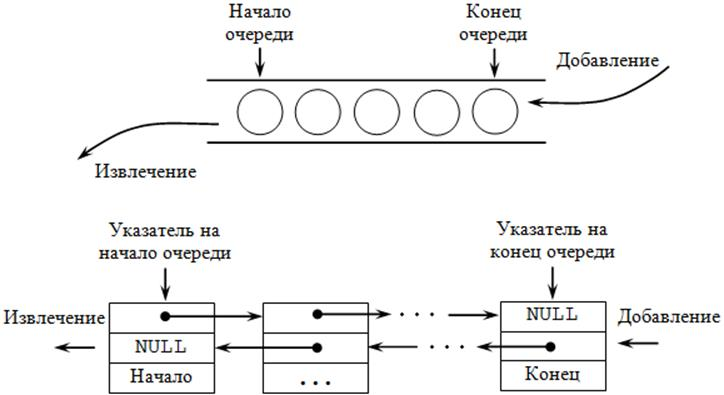 Начало
очереди
Конец
очереди
Добавление
Извлечение
Указатель на
начало очереди
Указатель на
конец очереди
Извлечение
NULL
Начало
...
...
...
NULL
Конец
Добавление